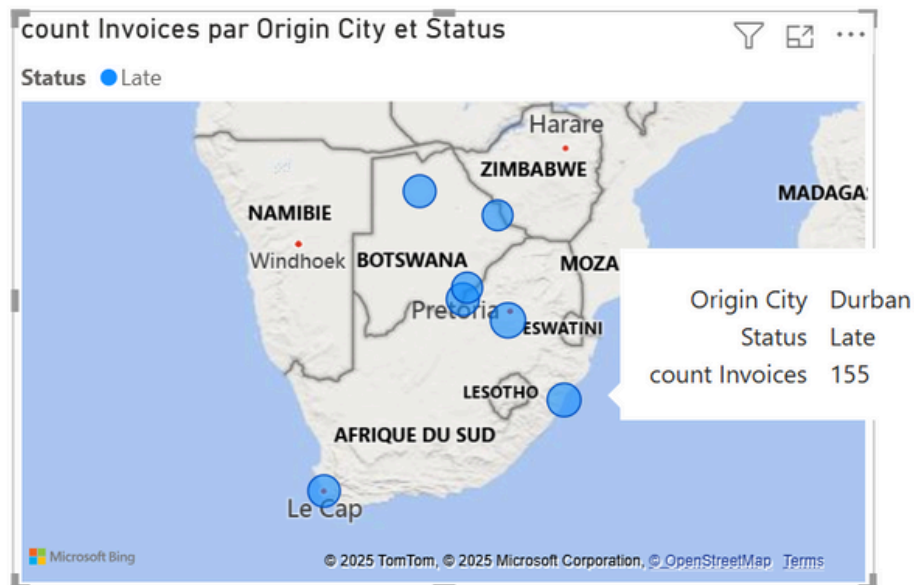 count Invoices par Origin City et Status
Status Late
Harare
ZIMBABWE
MADAGA
NAMIBIE
Windhoek
BOTSWANA
MOZA
Pretoria
ESWATINI
Origin City Durban
Status Late
count Invoices 155
LESOTHO
AFRIQUE DU SUD
Le Cap
Microsoft Bing
© 2025 TomTom, © 2025 Microsoft Corporation, © OpenStreetMap Terms